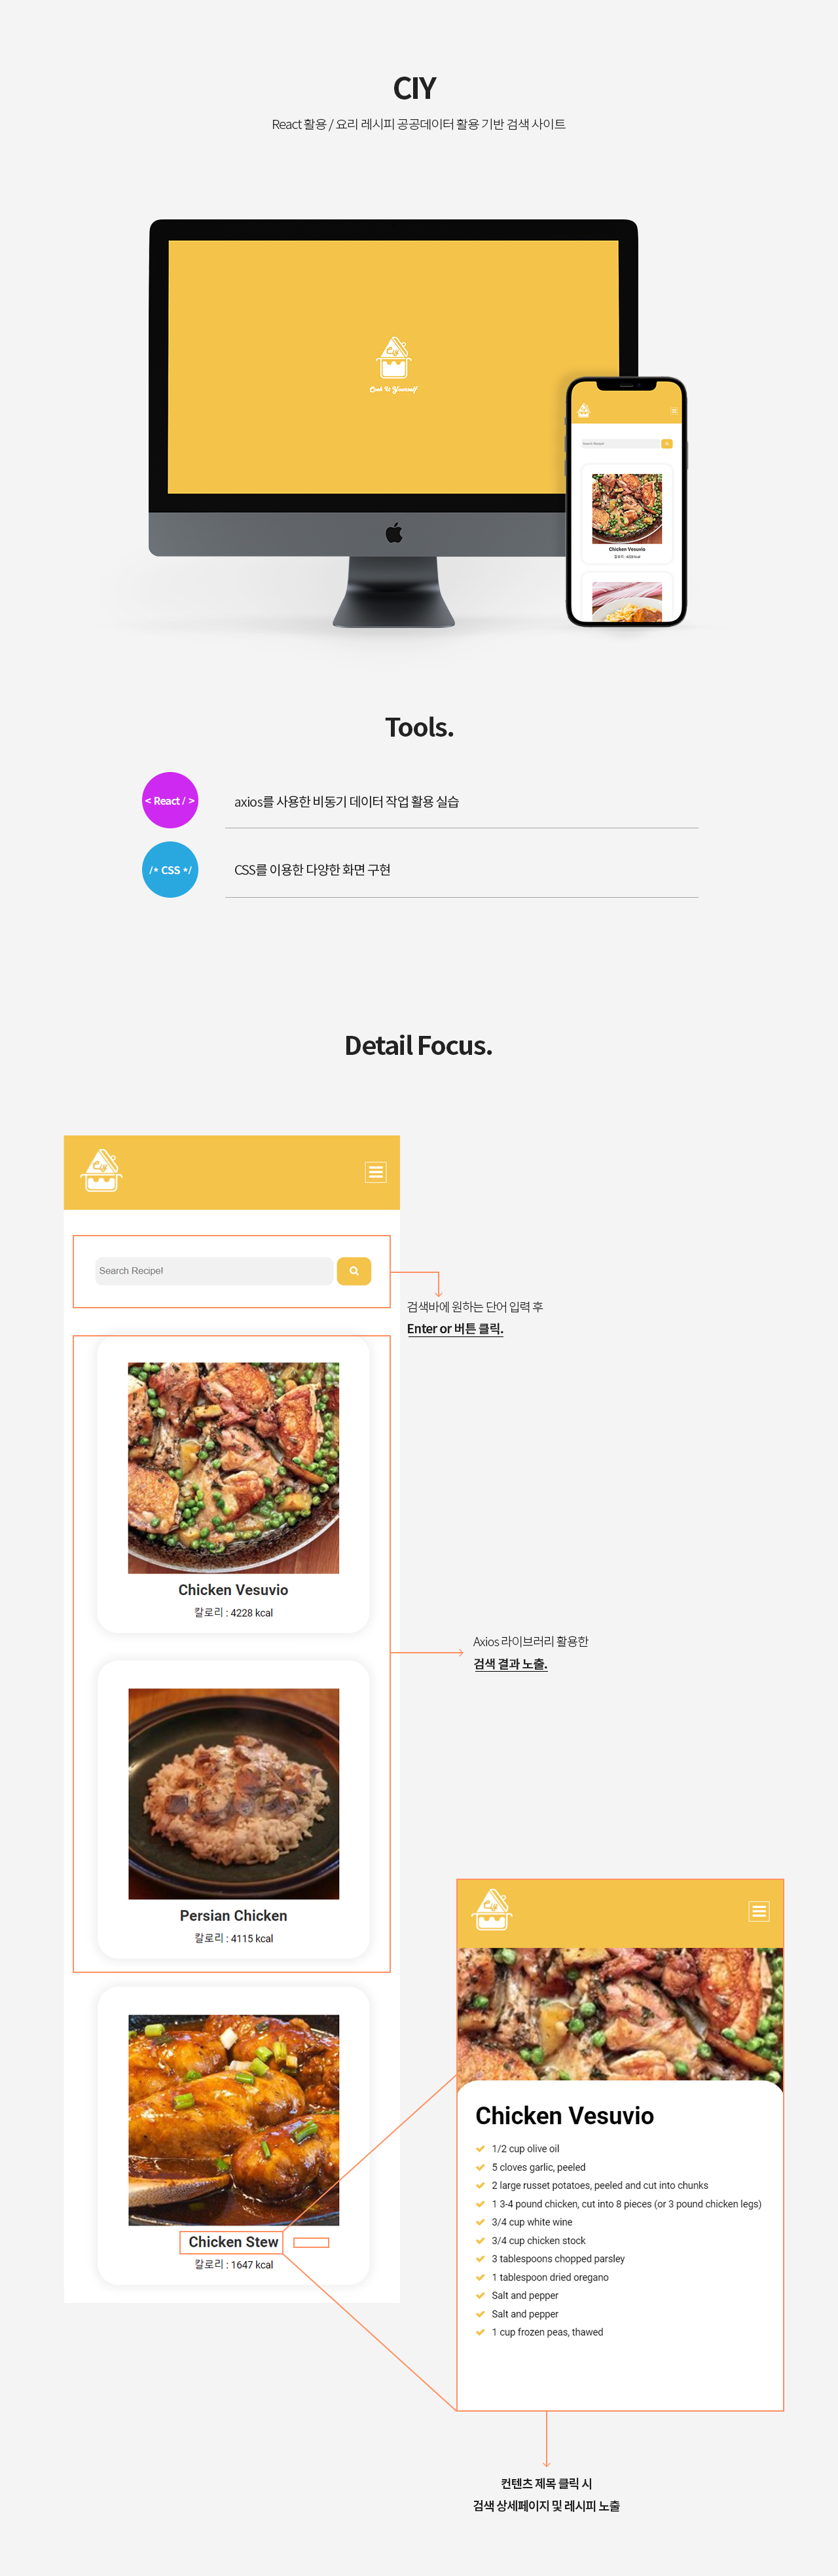 CIY
React 활용 / 요리 레시피 공공데이터 활용 기반 검색 사이트
Ciy
Cook It Yourself
Search Recipe!
Chicken Vesuvio
칼로리 : 4228 kcal
Tools.
< React / >
axios를 사용한 비동기 데이터 작업 활용 실습
/* CSS */
CSS를 이용한 다양한 화면 구현
Detail Focus.
Ciy
Search Recipe!
검색바에 원하는 단어 입력 후
Enter or 버튼 클릭.
Chicken Vesuvio
칼로리 : 4228 kcal
Axios 라이브러리 활용한
검색 결과 노출.
Persian Chicken
칼로리 : 4115 kcal
Chicken Stew
칼로리 : 1647 kcal
Ciy
Chicken Vesuvio
1/2 cup olive oil
5 cloves garlic, peeled
2 large russet potatoes, peeled and cut into chunks
1 3-4 pound chicken, cut into 8 pieces (or 3 pound chicken legs)
3/4 cup white wine
3/4 cup chicken stock
3 tablespoons chopped parsley
1 tablespoon dried oregano
Salt and pepper
Salt and pepper
1 cup frozen peas, thawed
컨텐츠 제목 클릭 시
검색 상세페이지 및 레시피 노출